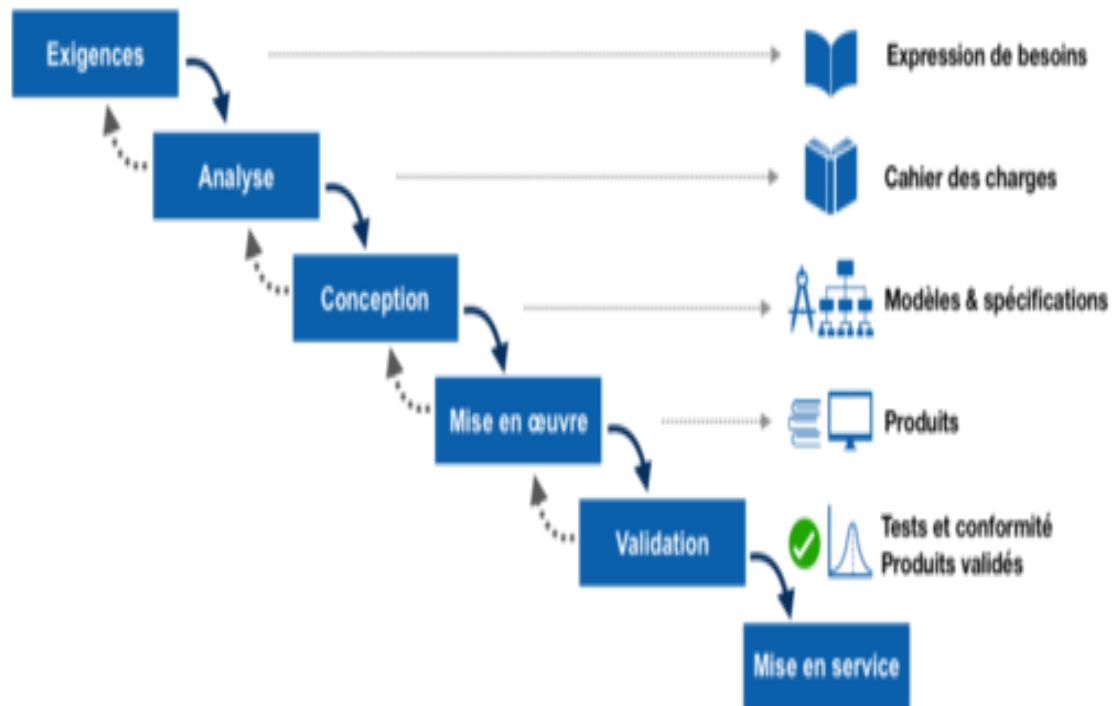 Exigences
Expression de besoins
Analyse
Cahier des charges
Conception
Modèles & spécifications
Mise en œuvre
Produits
Validation
Tests et conformité
Produits validés
Mise en service